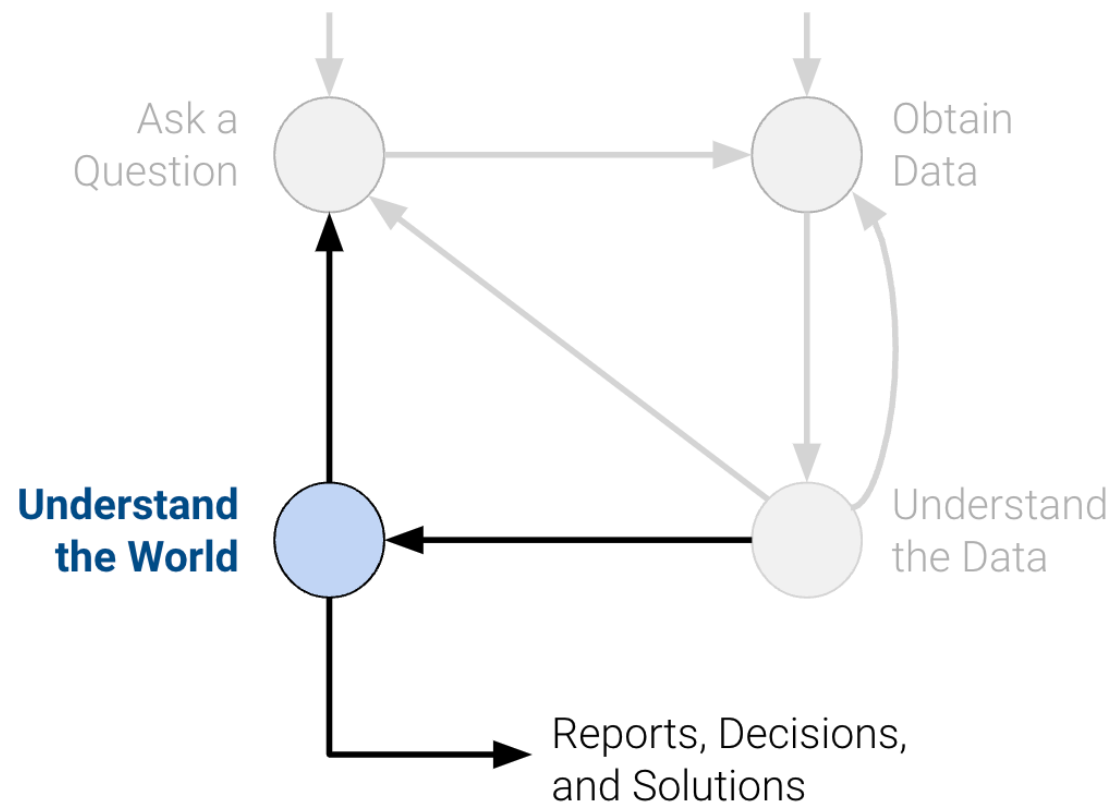 Ask a
Question
Obtain
Data
Understand
the World
Understand
the Data
Reports, Decisions,
and Solutions